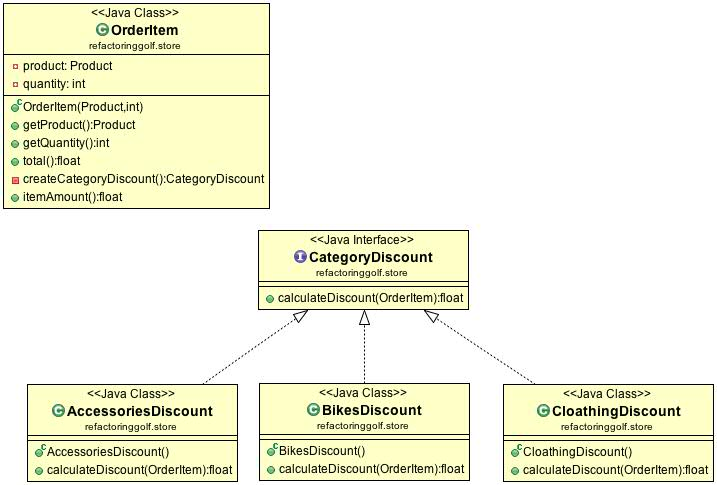 <<Java Class>>
OrderItem
refactoringgolf.store
product: Product
quantity: int
OrderItem(Product,int)
getProduct():Product
getQuantity():int
total():float
createCategoryDiscount():CategoryDiscount
itemAmount():float
<<Java Interface>>
CategoryDiscount
refactoringgolf.store
calculateDiscount(OrderItem):float
<<Java Class>>
AccessoriesDiscount
refactoringgolf.store
AccessoriesDiscount()
calculateDiscount(OrderItem):float
<<Java Class>>
BikesDiscount
refactoringgolf.store
BikesDiscount()
calculateDiscount(OrderItem):float
<<Java Class>>
CloathingDiscount
refactoringgolf.store
CloathingDiscount()
calculateDiscount(OrderItem):float